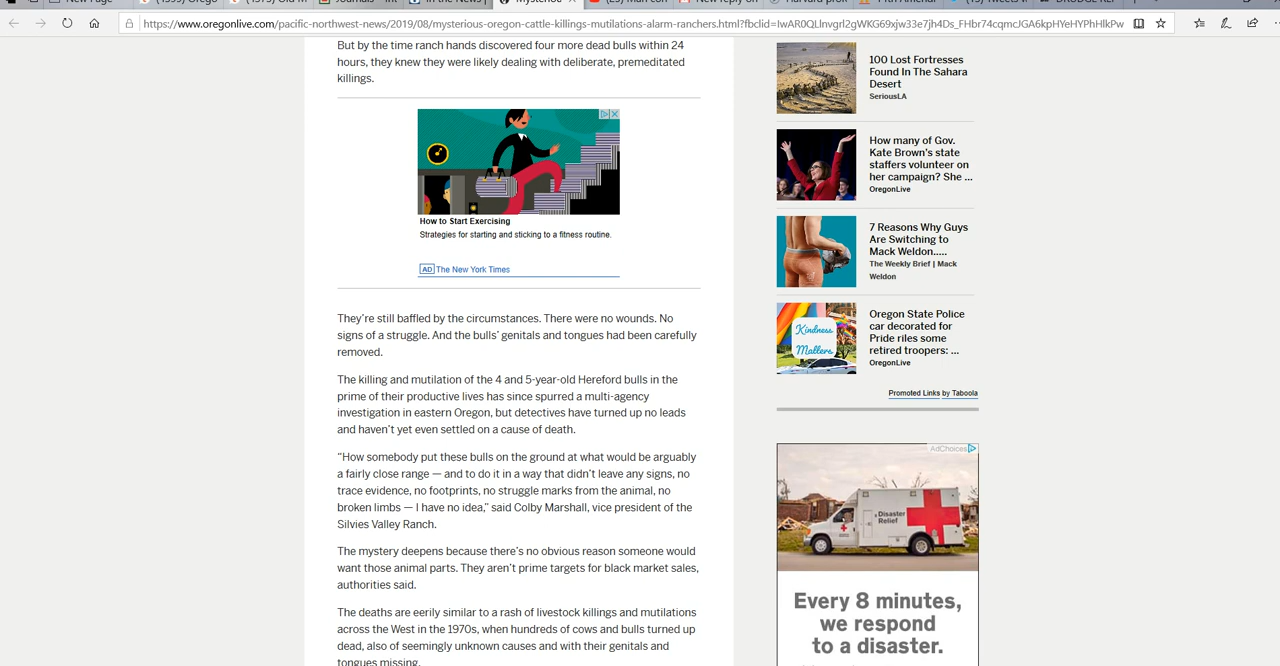 New Page
(1973) Old M
Journals - Int
In the News
Mysterious
New reply on
Harvard prof
DRUDGE REP
https://www.oregonlive.com/pacific-northwest-news/2019/08/mysterious-oregon-cattle-killings-mutilations-alarm-ranchers.html?fbclid=
But by the time ranch hands discovered four more dead bulls within 24
hours, they knew they were likely dealing with deliberate, premeditated
killings.
How to Start Exercising
Strategies for starting and sticking to a fitness routine.
AD The New York Times
They're still baffled by the circumstances. There were no wounds. No
signs of a struggle. And the bulls’ genitals and tongues had been carefully
removed.
The killing and mutilation of the 4 and 5-year-old Hereford bulls in the
prime of their productive lives has since spurred a multi-agency
investigation in eastern Oregon, but detectives have turned up no leads
and haven’t yet even settled on a cause of death.
“How somebody put these bulls on the ground at what would be arguably
a fairly close range — and to do it in a way that didn’t leave any signs, no
trace evidence, no footprints, no struggle marks from the animal, no
broken limbs — I have no idea,” said Colby Marshall, vice president of the
Silvies Valley Ranch.
The mystery deepens because there’s no obvious reason someone would
want those animal parts. They aren’t prime targets for black market sales,
authorities said.
The deaths are eerily similar to a rash of livestock killings and mutilations
across the West in the 1970s, when hundreds of cows and bulls turned up
dead, also of seemingly unknown causes and with their genitals and
tongues missing.
100 Lost Fortresses
Found In The Sahara
Desert
SeriousLA
How many of Gov.
Kate Brown’s state
staffers volunteer on
her campaign? She ...
OregonLive
7 Reasons Why Guys
Are Switching to
Mack Weldon.....
The Weekly Brief | Mack
Weldon
Kindness
Matters
Oregon State Police
car decorated for
Pride riles some
retired troopers: ...
OregonLive
Promoted Links by Taboola
AdChoices
Disaster
Relief
Every 8 minutes,
we respond
to a disaster.